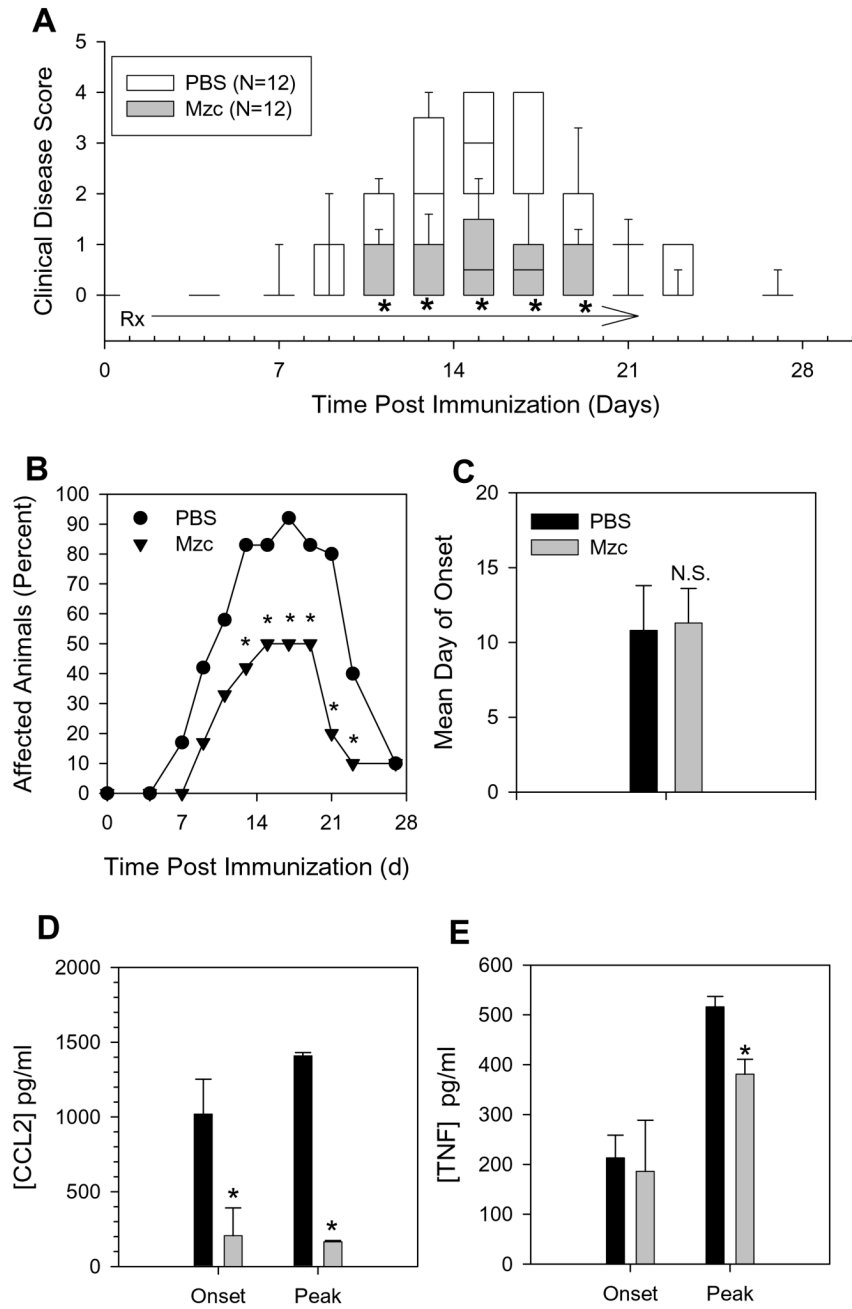 A
5
4
3
2
1
0
Clinical Disease Score
PBS (N=12)
Mzc (N=12)
* * * * *
Rx
0 7 14 21 28
Time Post Immunization (Days)
B
100
90
80
70
60
50
40
30
20
10
0
Affected Animals (Percent)
PBS
Mzc
* * * *
*
*
0 7 14 21 28
Time Post Immunization (d)
C
20
15
10
5
0
Mean Day of Onset
PBS
Mzc
N.S.
D
2000
1500
1000
500
0
[CCL2] pg/ml
*
*
Onset Peak
E
600
500
400
300
200
100
0
[TNF] pg/ml
*
Onset Peak